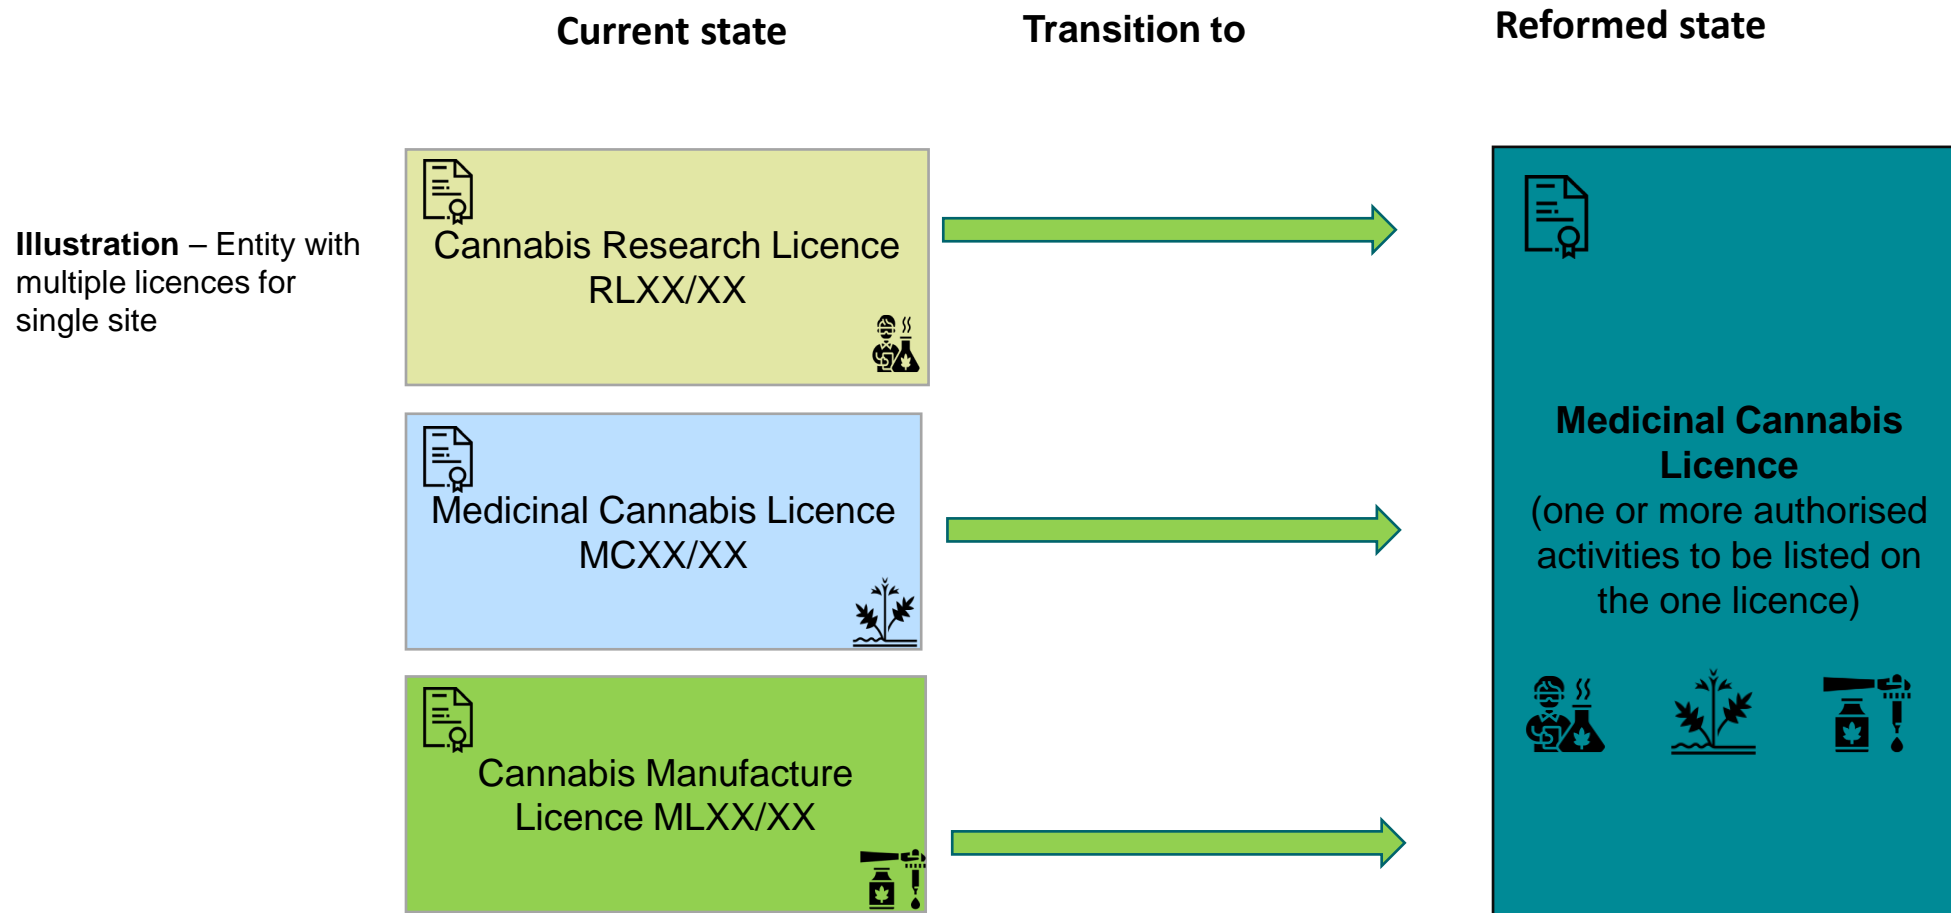 Current state
Transition to
Reformed state
Illustration – Entity with
multiple licences for
single site
Cannabis Research Licence
RLXX/XX
Medicinal Cannabis Licence
MCXX/XX
Cannabis Manufacture
Licence MLXX/XX
Medicinal Cannabis
Licence
(one or more authorised
activities to be listed on
the one licence)